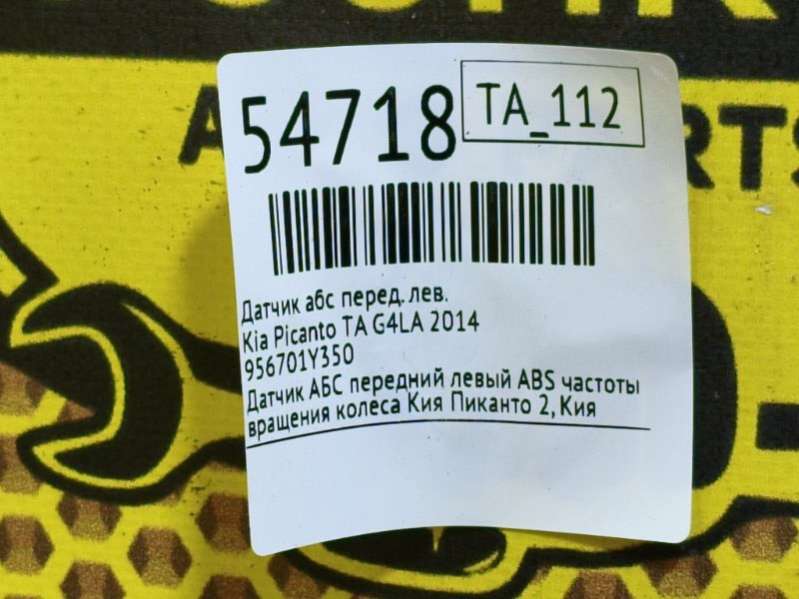 54718
TA_112
Датчик абс перед. лев.
Kia Picanto TA G4LA 2014
956701Y350
Датчик АБС передний левый ABS частоты
вращения колеса Кия Пиканто 2, Кия